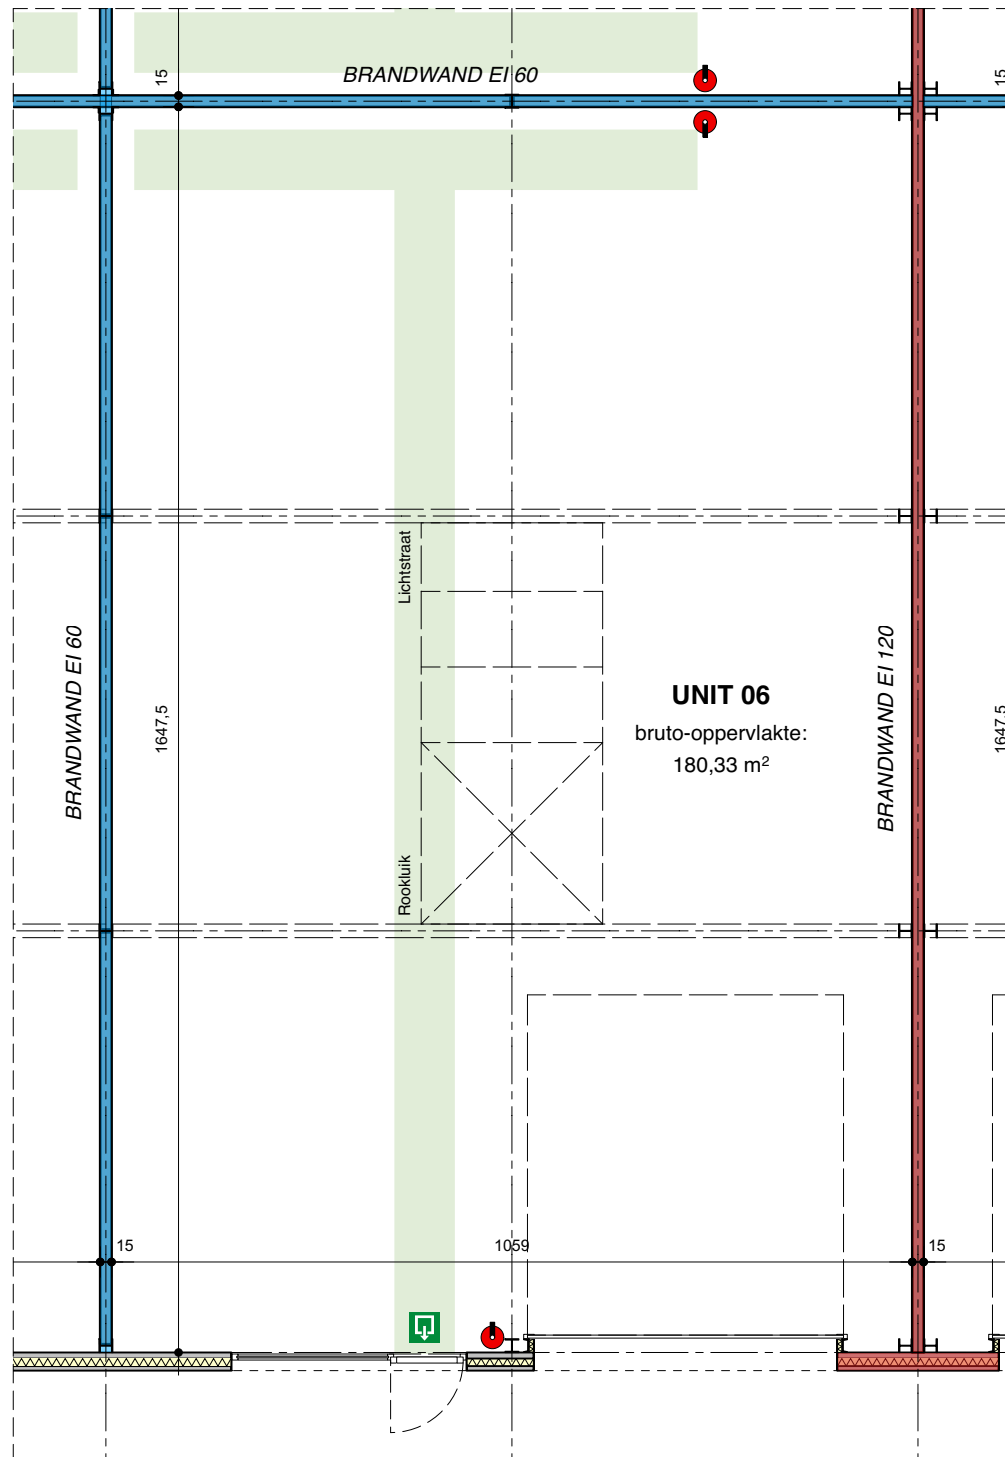 15
BRANDWAND EI 60
15
Lichtstraat
BRANDWAND EI 60
1647,5
UNIT 06
bruto-oppervlakte:
180,33 m²
BRANDWAND EI 120
1647,5
Rookluik
15
1059
15